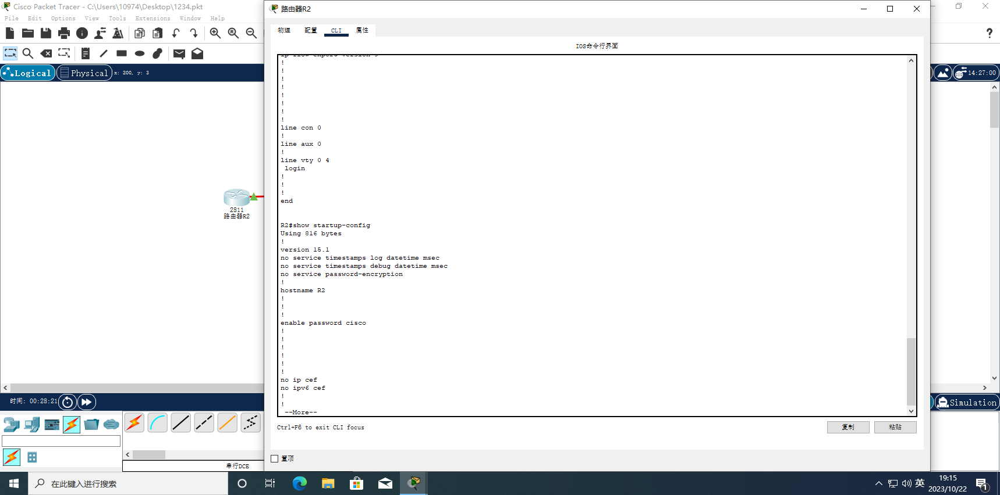 Cisco Packet Tracer - C:\Users\10974\Desktop\1234.pkt
File Edit Options View Tools Extensions Window Help
Logical Physical x: 200, y: 3
2811
路由器R2
时间: 00:28:21
串行DCE
路由器R2
物理 配置 CLI 属性
IOS命令行界面
!
!
!
!
!
!
!
!
line con 0
!
line aux 0
!
line vty 0 4
login
!
!
!
end
R2#show startup-config
Using 816 bytes
!
version 15.1
no service timestamps log datetime msec
no service timestamps debug datetime msec
no service password-encryption
!
hostname R2
!
!
!
enable password cisco
!
!
!
!
!
!
no ip cef
no ipv6 cef
!
!
--More--
Ctrl+F6 to exit CLI focus
复制 粘贴
置顶
?
14:27:00
Simulation
在此键入进行搜索
英
19:15
2023/10/22
1